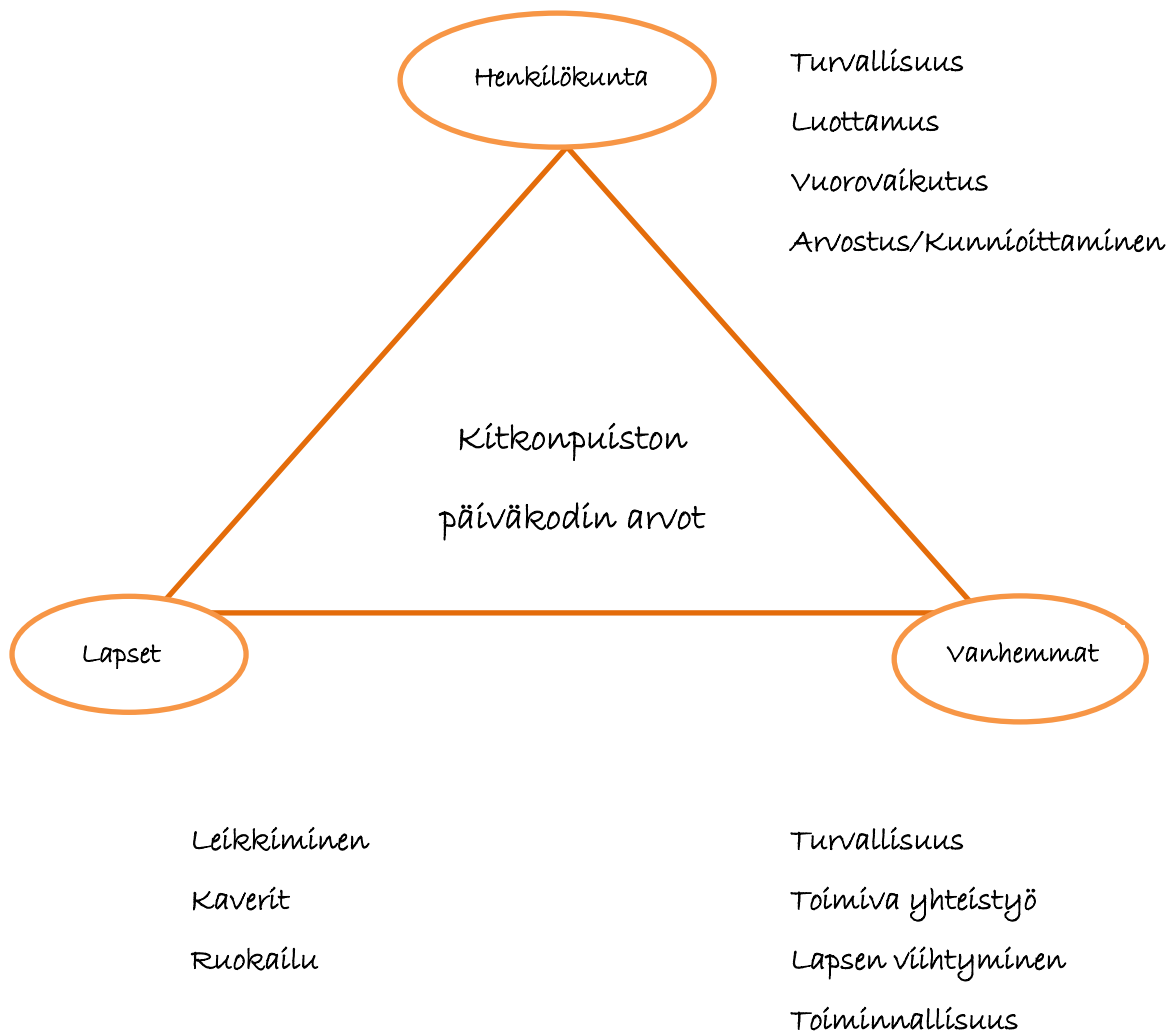 Henkilökunta
Turvallisuus
Luottamus
Vuorovaikutus
Arvostus/Kunnioittaminen
Kitkonpuiston
päiväkodin arvot
Lapset
Vanhemmat
Leikkiminen
Kaverit
Ruokailu
Turvallisuus
Toimiva yhteistyö
Lapsen viihtyminen
Toiminnallisuus